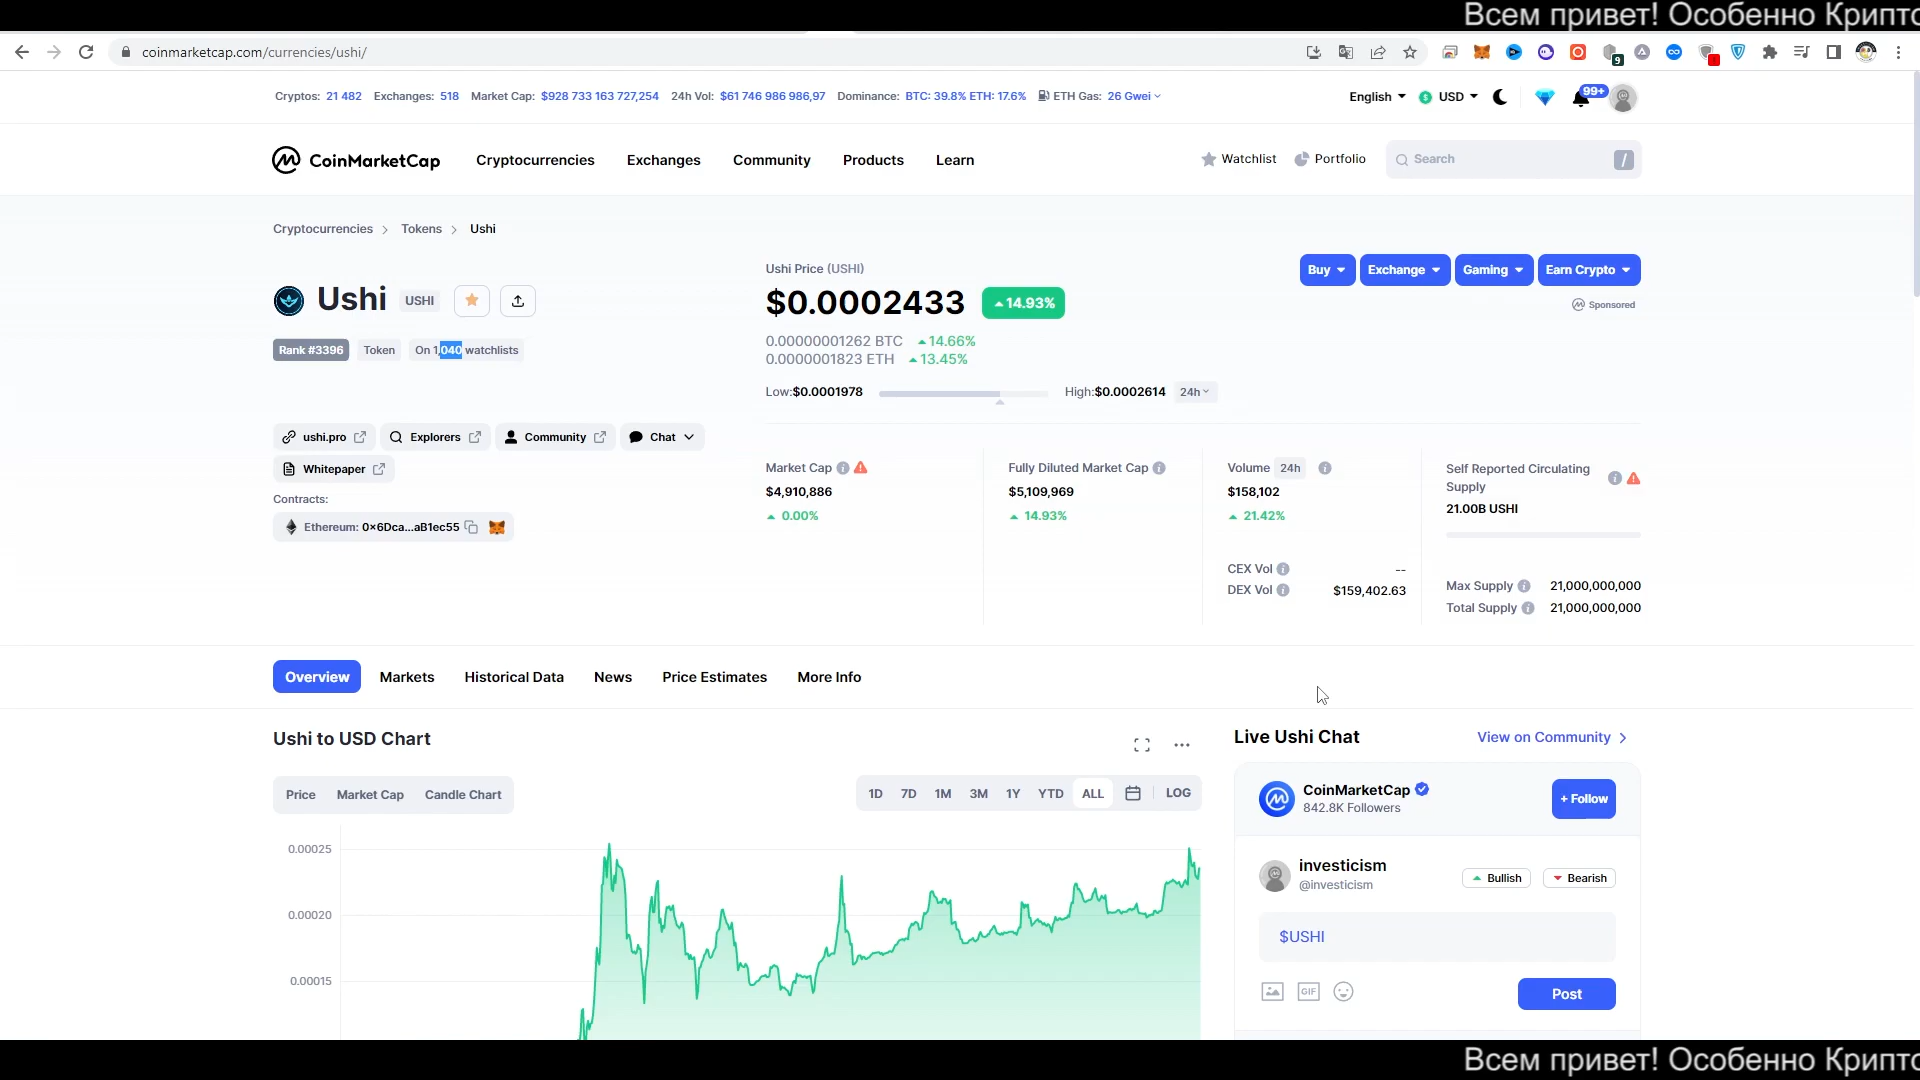 Всем привет! Особенно Крипто
coinmarketcap.com/currencies/ushi/
9
Cryptos: 21 482 Exchanges: 518 Market Cap: $928 733 163 727,254 24h Vol: $61 746 986 986,97 Dominance: BTC: 39.8% ETH: 17.6% ETH Gas: 26 Gwei
English USD 99+
CoinMarketCap Cryptocurrencies Exchanges Community Products Learn
Watchlist Portfolio Search /
Cryptocurrencies > Tokens > Ushi
Ushi USHI
Rank #3396 Token On 1,040 watchlists
Ushi Price (USHI)
$0.0002433 14.93%
0.00000001262 BTC 14.66%
0.0000001823 ETH 13.45%
Low:$0.0001978 High:$0.0002614 24h
Buy Exchange Gaming Earn Crypto
Sponsored
ushi.pro Explorers Community Chat
Whitepaper
Contracts:
Ethereum: 0x6Dca...aB1ec55
Market Cap
$4,910,886
0.00%
Fully Diluted Market Cap
$5,109,969
14.93%
Volume 24h
$158,102
21.42%
CEX Vol --
DEX Vol $159,402.63
Self Reported Circulating
Supply
21.00B USHI
Max Supply 21,000,000,000
Total Supply 21,000,000,000
Overview Markets Historical Data News Price Estimates More Info
Ushi to USD Chart
Price Market Cap Candle Chart
1D 7D 1M 3M 1Y YTD ALL LOG
0.00025
0.00020
0.00015
Live Ushi Chat View on Community
CoinMarketCap
842.8K Followers
+ Follow
investicism
@investicism
Bullish Bearish
$USHI
GIF
Post
Всем привет! Особенно Крипто